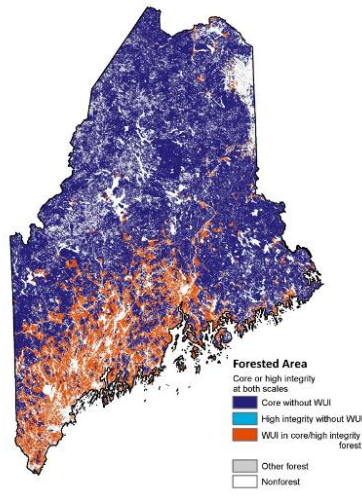 Forested Area
Core or high integrity
at both scales
Core without WUI
High integrity without WUI
WUI in core/high integrity
forest
Other forest
Nonforest